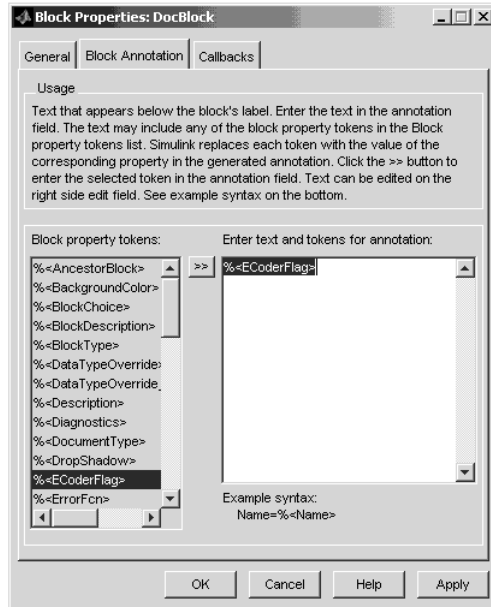 Block Properties: DocBlock
General Block Annotation Callbacks
Usage
Text that appears below the block's label. Enter the text in the annotation
field. The text may include any of the block property tokens in the Block
property tokens list. Simulink replaces each token with the value of the
corresponding property in the generated annotation. Click the >> button to
enter the selected token in the annotation field. Text can be edited on the
right side edit field. See example syntax on the bottom.
Block property tokens:
%<AncestorBlock>
%<BackgroundColor>
%<BlockChoice>
%<BlockDescription>
%<BlockType>
%<DataTypeOverride>
%<DataTypeOverride_
%<Description>
%<Diagnostics>
%<DocumentType>
%<DropShadow>
%<ECoderFlag>
%<ErrorFcn>
>>
Enter text and tokens for annotation:
%<ECoderFlag>
Example syntax:
Name=%<Name>
OK Cancel Help Apply